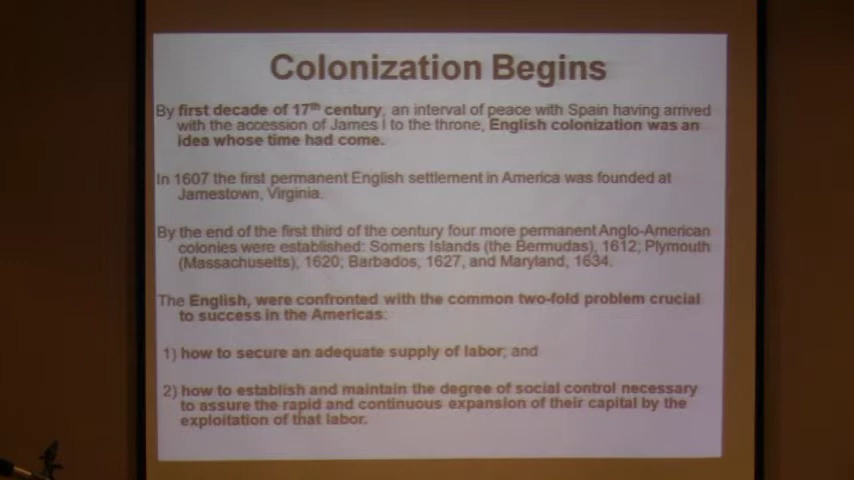 Colonization Begins
By first decade of 17th century, an interval of peace with Spain having arrived
with the accession of James I to the throne, English colonization was an
idea whose time had come.
In 1607 the first permanent English settlement in America was founded at
Jamestown, Virginia.
By the end of the first third of the century four more permanent Anglo-American
colonies were established: Somers Islands (the Bermudas), 1612; Plymouth
(Massachusetts), 1620; Barbados, 1627, and Maryland, 1634.
The English, were confronted with the common two-fold problem crucial
to success in the Americas:
1) how to secure an adequate supply of labor; and
2) how to establish and maintain the degree of social control necessary
to assure the rapid and continuous expansion of their capital by the
exploitation of that labor.